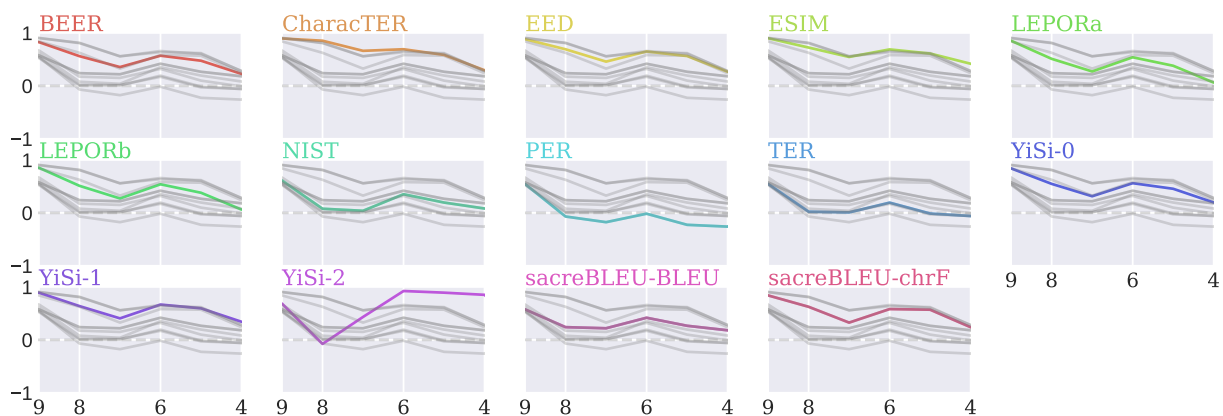 BEER CharacTER EED ESIM LEPORa
1
0
−1
LEPORb NIST PER TER YiSi-0
1
0
−1
9 8 6 4
YiSi-1 YiSi-2 sacreBLEU-BLEU sacreBLEU-chrF
1
0
−1
9 8 6 4 9 8 6 4 9 8 6 4 9 8 6 4